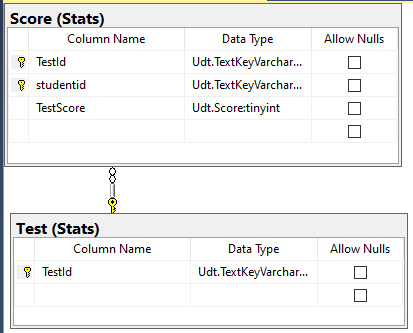 Score (Stats)
Column Name Data Type Allow Nulls
TestId Udt.TextKeyVarchar...
studentid Udt.TextKeyVarchar...
TestScore Udt.Score:tinyint
Test (Stats)
Column Name Data Type Allow Nulls
TestId Udt.TextKeyVarchar...